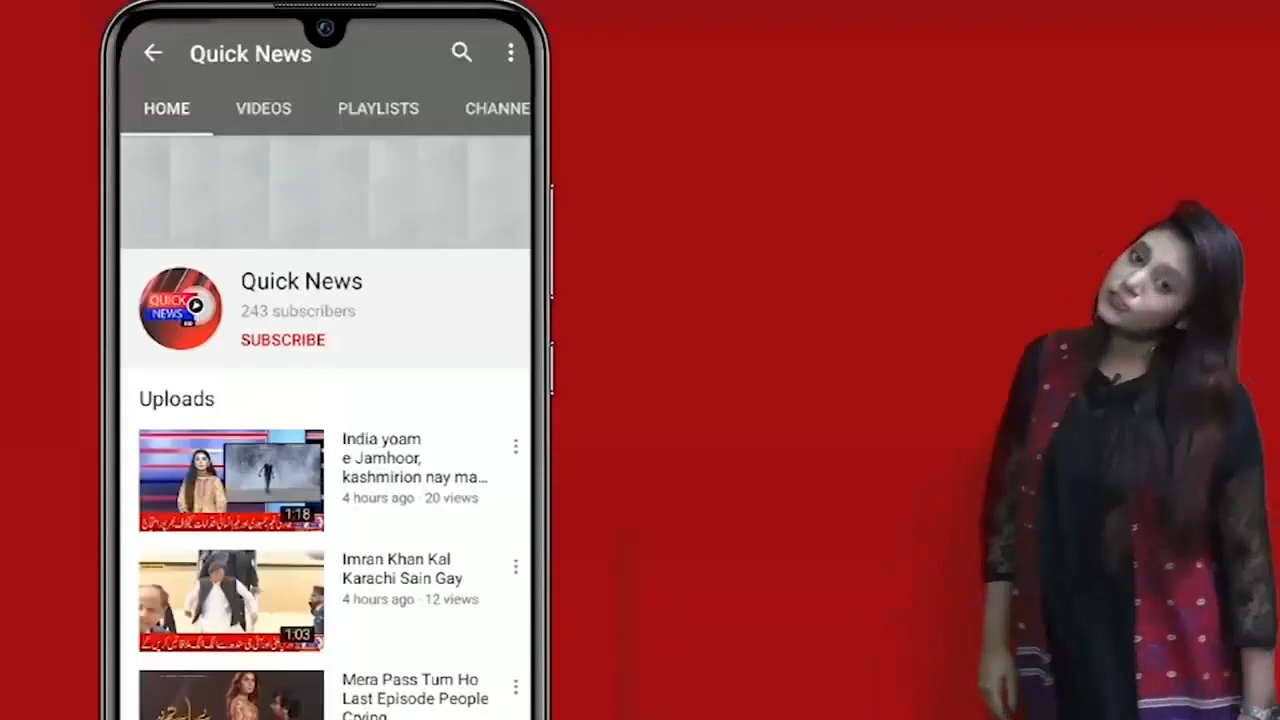 Quick News
HOME VIDEOS PLAYLISTS CHANNE
QUICK
NEWS
HD
Quick News
243 subscribers
SUBSCRIBE
Uploads
India yoam
e Jamhoor,
kashmirion nay ma...
4 hours ago · 20 views
1:18
Imran Khan Kal
Karachi Sain Gay
4 hours ago · 12 views
1:03
Mera Pass Tum Ho
Last Episode People
Crying